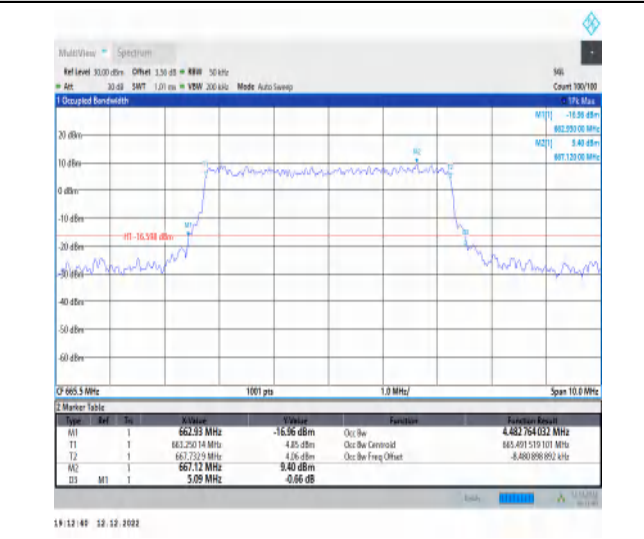 MultiView Spectrum
Ref Level 30.00 dBm Offset 3.50 dB RBW 50 kHz SGL
Att 30 dB SWT 1.01 ms VBW 200 kHz Mode Auto Sweep Count 100/100
1 Occupied Bandwidth 1Pk Max
M1[1] -16.96 dBm
662.930 00 MHz
M2[1] 9.40 dBm
667.120 00 MHz
20 dBm
10 dBm
0 dBm
-10 dBm
-20 dBm
-30 dBm
-40 dBm
-50 dBm
-60 dBm
M2
M1
H1 -16.598 dBm
CF 665.5 MHz 1001 pts 1.0 MHz/ Span 10.0 MHz
2 Marker Table
Type Ref Trc X-Value Y-Value Function Function Result
M1 1 662.93 MHz -16.96 dBm Occ Bw 4.482 764 032 MHz
T1 1 663.250 14 MHz 4.85 dBm Occ Bw Centroid 665.491 519 101 MHz
T2 1 667.732 9 MHz 4.06 dBm Occ Bw Freq Offset -8.480 898 892 kHz
M2 1 667.12 MHz 9.40 dBm
D3 M1 1 5.09 MHz -0.66 dB
19:12:40 12.12.2022